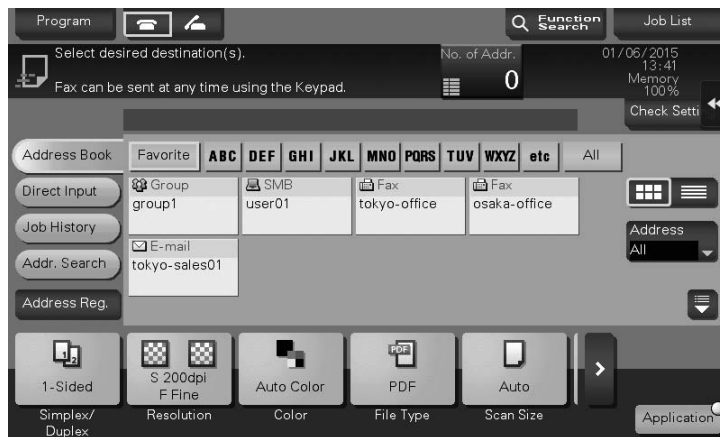 Program
Function
Search
Job List
Select desired destination(s).
Fax can be sent at any time using the Keypad.
No. of Addr.
0
01/06/2015
13:41
Memory
100%
Check Setti
Address Book
Favorite ABC DEF GHI JKL MNO PQRS TUV WXYZ etc All
Direct Input
Job History
Addr. Search
Address Reg.
Group
group1
SMB
user01
Fax
tokyo-office
Fax
osaka-office
E-mail
tokyo-sales01
Address
All
1 2
1-Sided
Simplex/
Duplex
S 200dpi
F Fine
Resolution
Auto Color
Color
PDF
PDF
File Type
Auto
Scan Size
Application